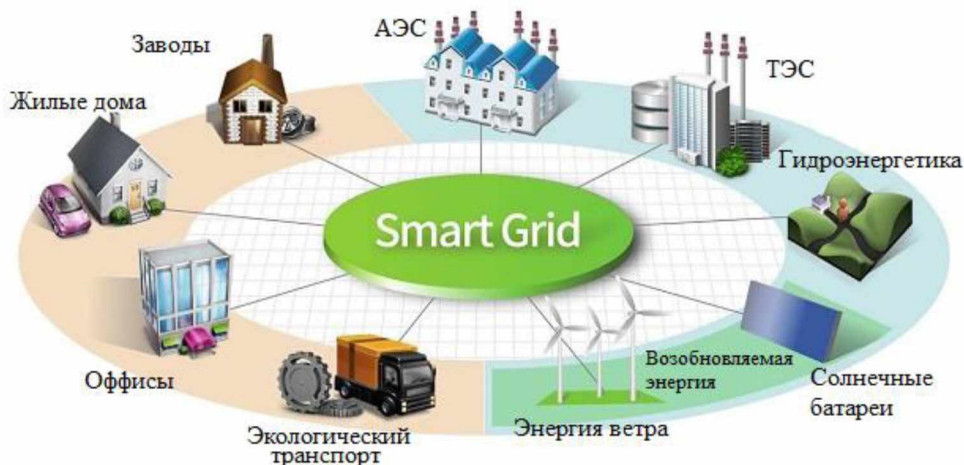 АЭС
Заводы
ТЭС
Жилые дома
Гидроэнергетика
Smart Grid
Возобновляемая
энергия
Солнечные
батареи
Оффисы
Энергия ветра
Экологический
транспорт